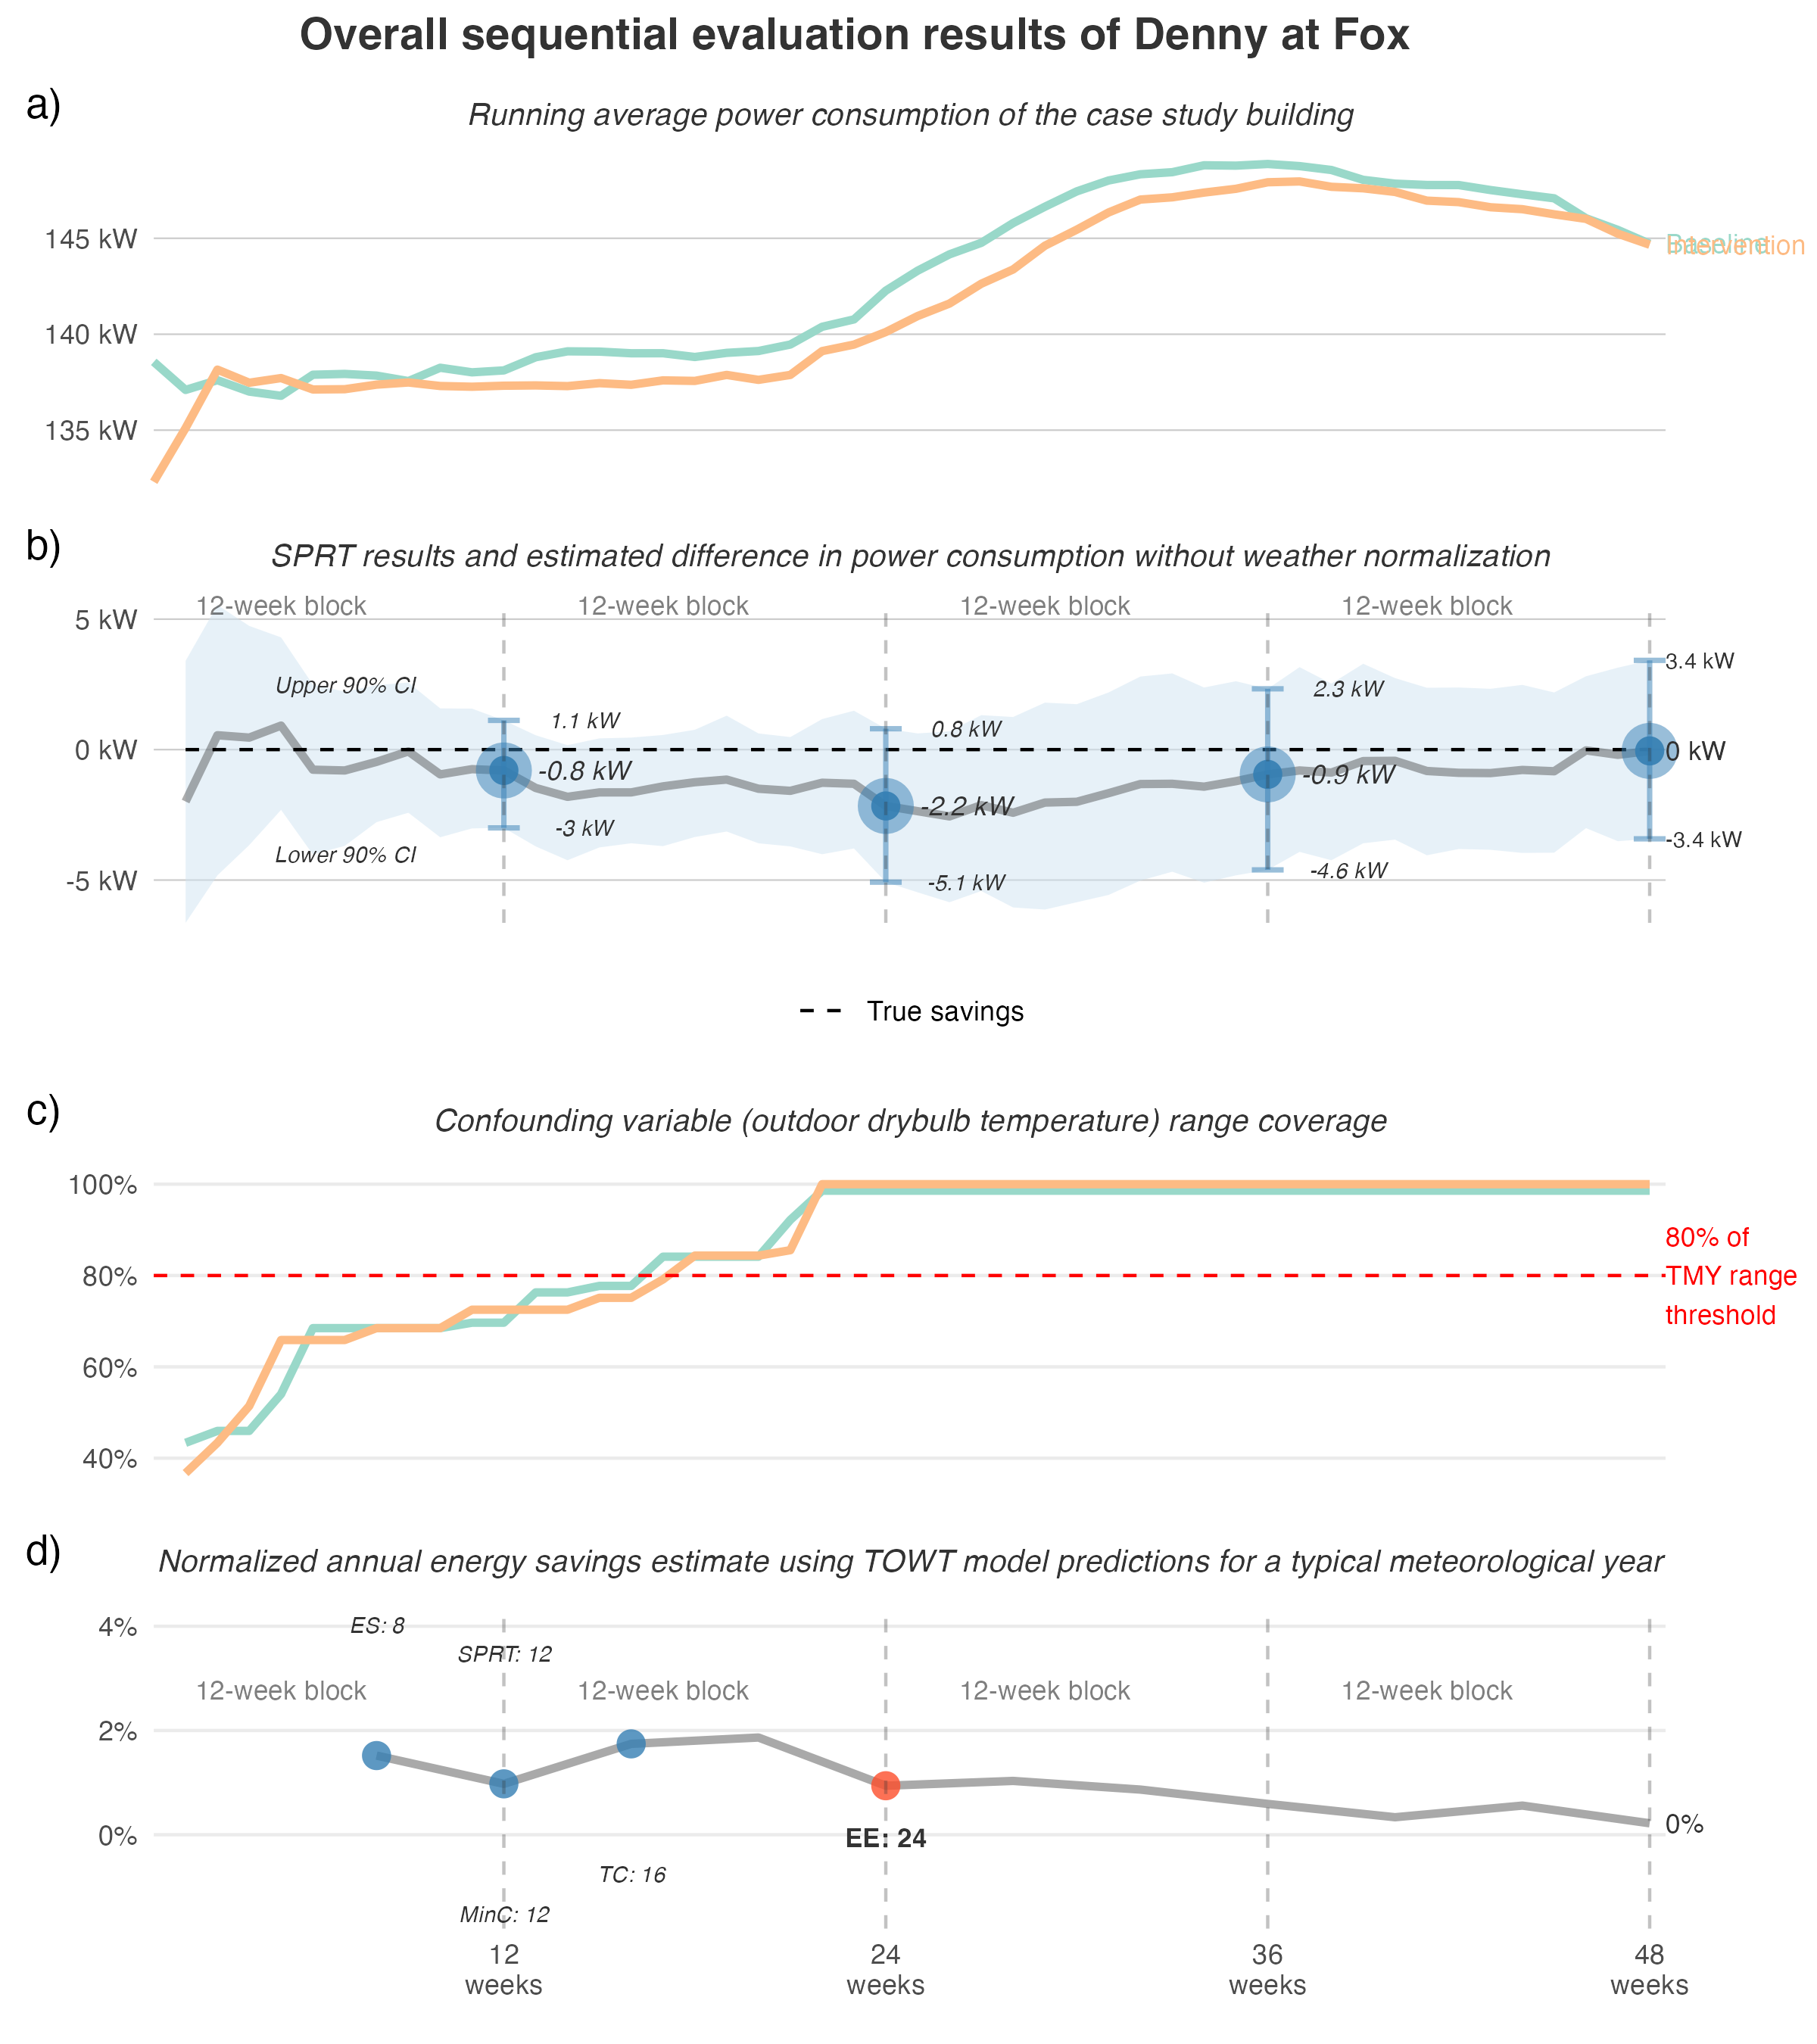 Overall sequential evaluation results of Denny at Fox
a)
Running average power consumption of the case study building
145 kW
140 kW
135 kW
Baseline
Intervention
b)
SPRT results and estimated difference in power consumption without weather normalization
12-week block
12-week block
12-week block
12-week block
5 kW
0 kW
-5 kW
Upper 90% CI
Lower 90% CI
1.1 kW
-0.8 kW
-3 kW
0.8 kW
-2.2 kW
-5.1 kW
2.3 kW
-0.9 kW
-4.6 kW
3.4 kW
0 kW
-3.4 kW
True savings
c)
Confounding variable (outdoor drybulb temperature) range coverage
100%
80%
60%
40%
80% of
TMY range
threshold
d)
Normalized annual energy savings estimate using TOWT model predictions for a typical meteorological year
4%
2%
0%
ES: 8
SPRT: 12
12-week block
12-week block
12-week block
12-week block
EE: 24
TC: 16
MinC: 12
0%
12
weeks
24
weeks
36
weeks
48
weeks